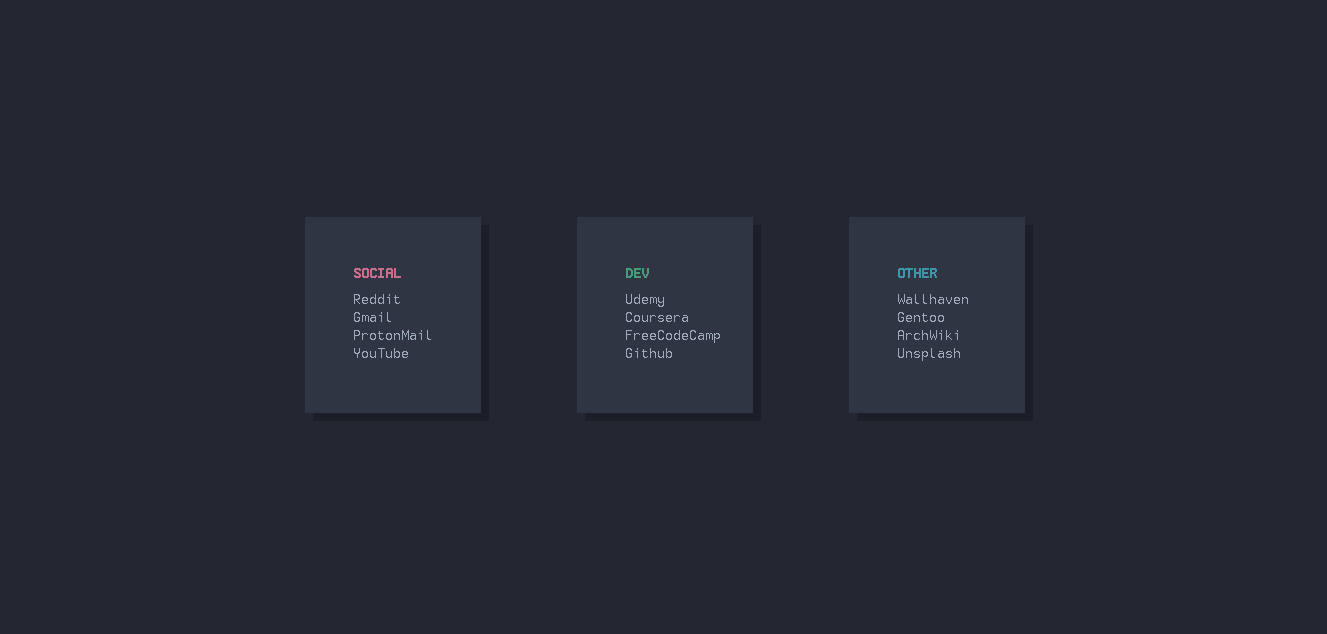 SOCIAL
Reddit
Gmail
ProtonMail
YouTube
DEV
Udemy
Coursera
FreeCodeCamp
Github
OTHER
Wallhaven
Gentoo
ArchWiki
Unsplash